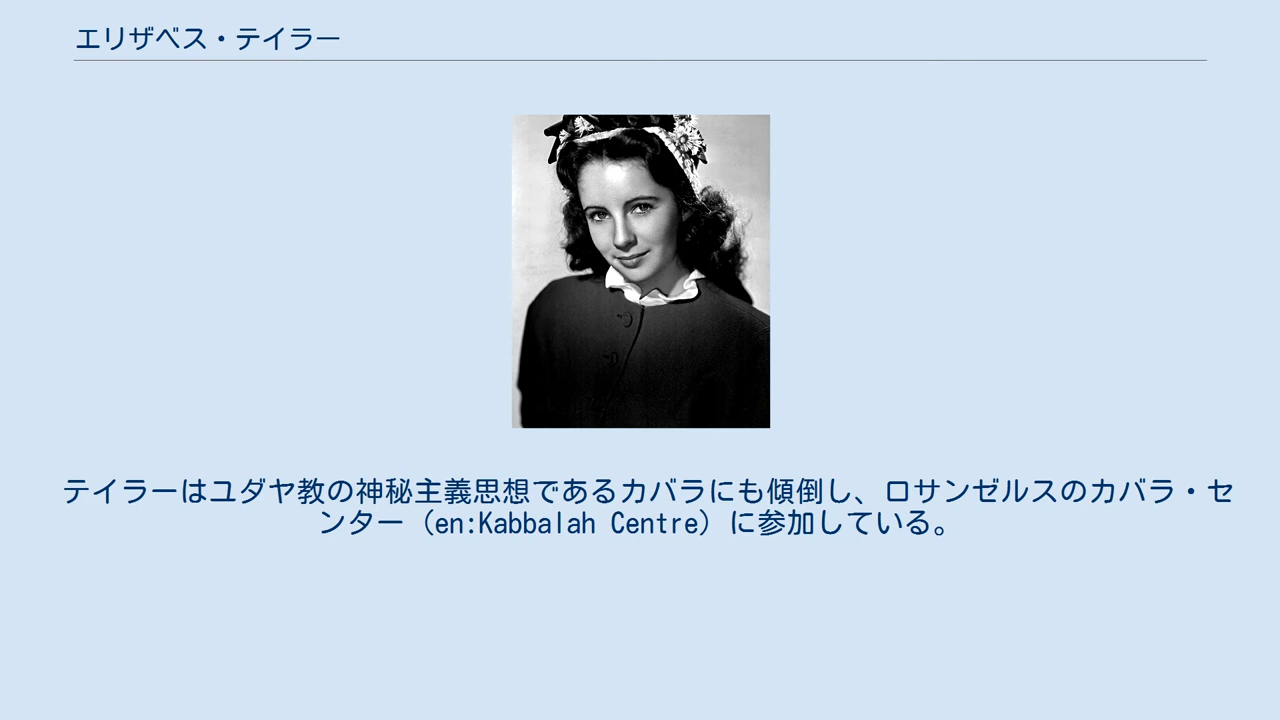 エリザベス・テイラー
テイラーはユダヤ教の神秘主義思想であるカバラにも傾倒し、ロサンゼルスのカバラ・セ
ンター（en:Kabbalah Centre）に参加している。